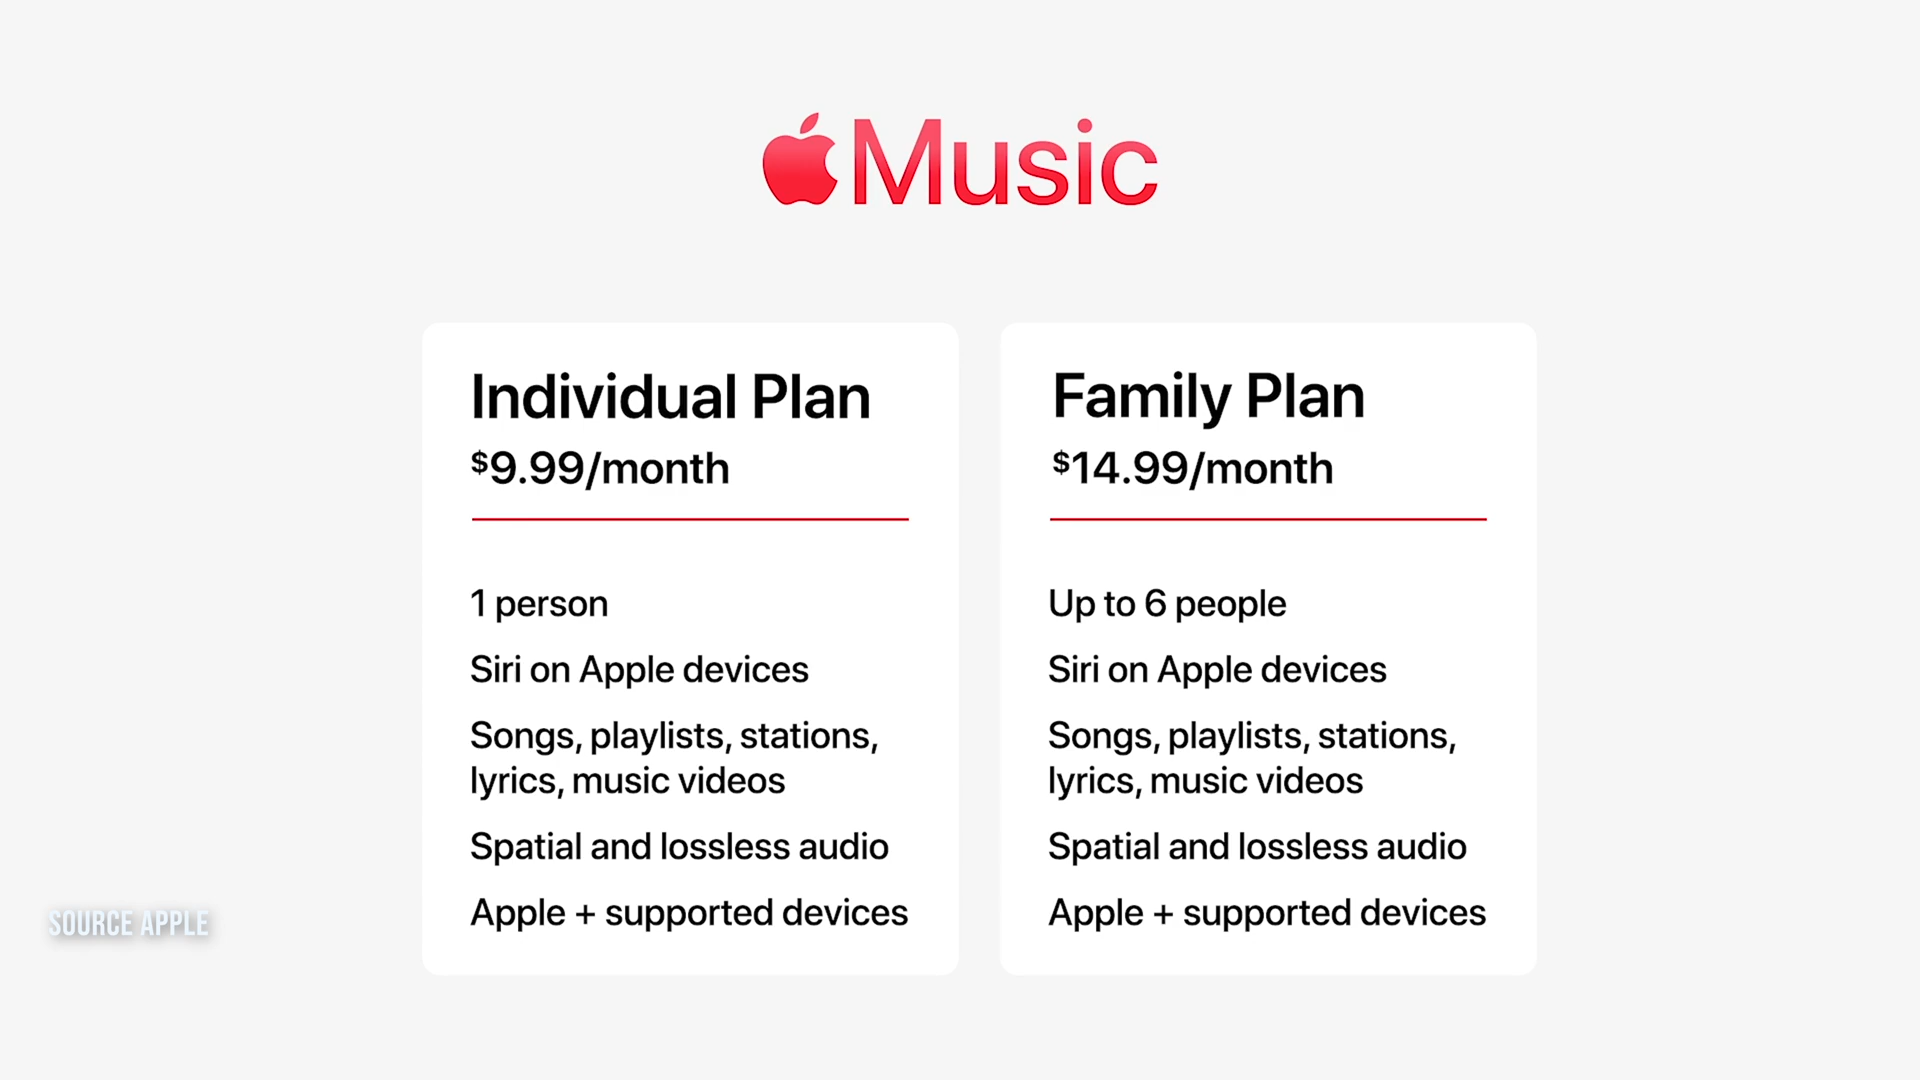 Music
Individual Plan
$9.99/month
1 person
Siri on Apple devices
Songs, playlists, stations,
lyrics, music videos
Spatial and lossless audio
Apple + supported devices
Family Plan
$14.99/month
Up to 6 people
Siri on Apple devices
Songs, playlists, stations,
lyrics, music videos
Spatial and lossless audio
Apple + supported devices
SOURCE APPLE